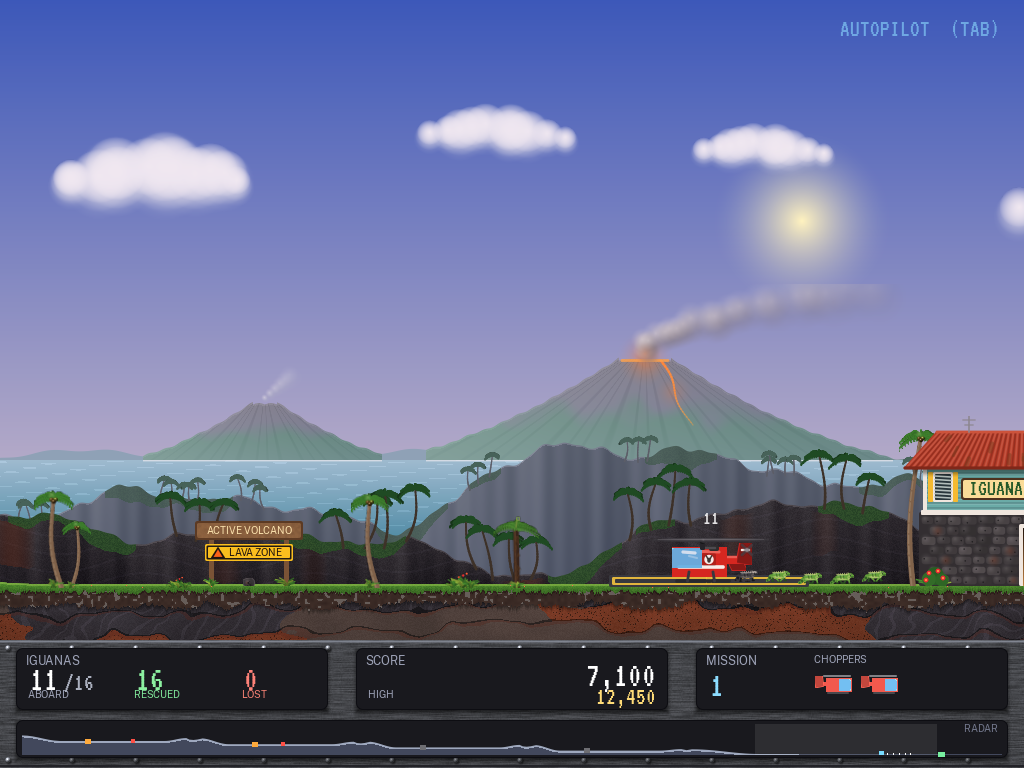 AUTOPILOT (TAB)
IGUANA
ACTIVE VOLCANO
LAVA ZONE
11
IGUANAS
11 /16
ABOARD
16
RESCUED
0
LOST
SCORE
7,100
HIGH
12,450
MISSION
1
CHOPPERS
RADAR